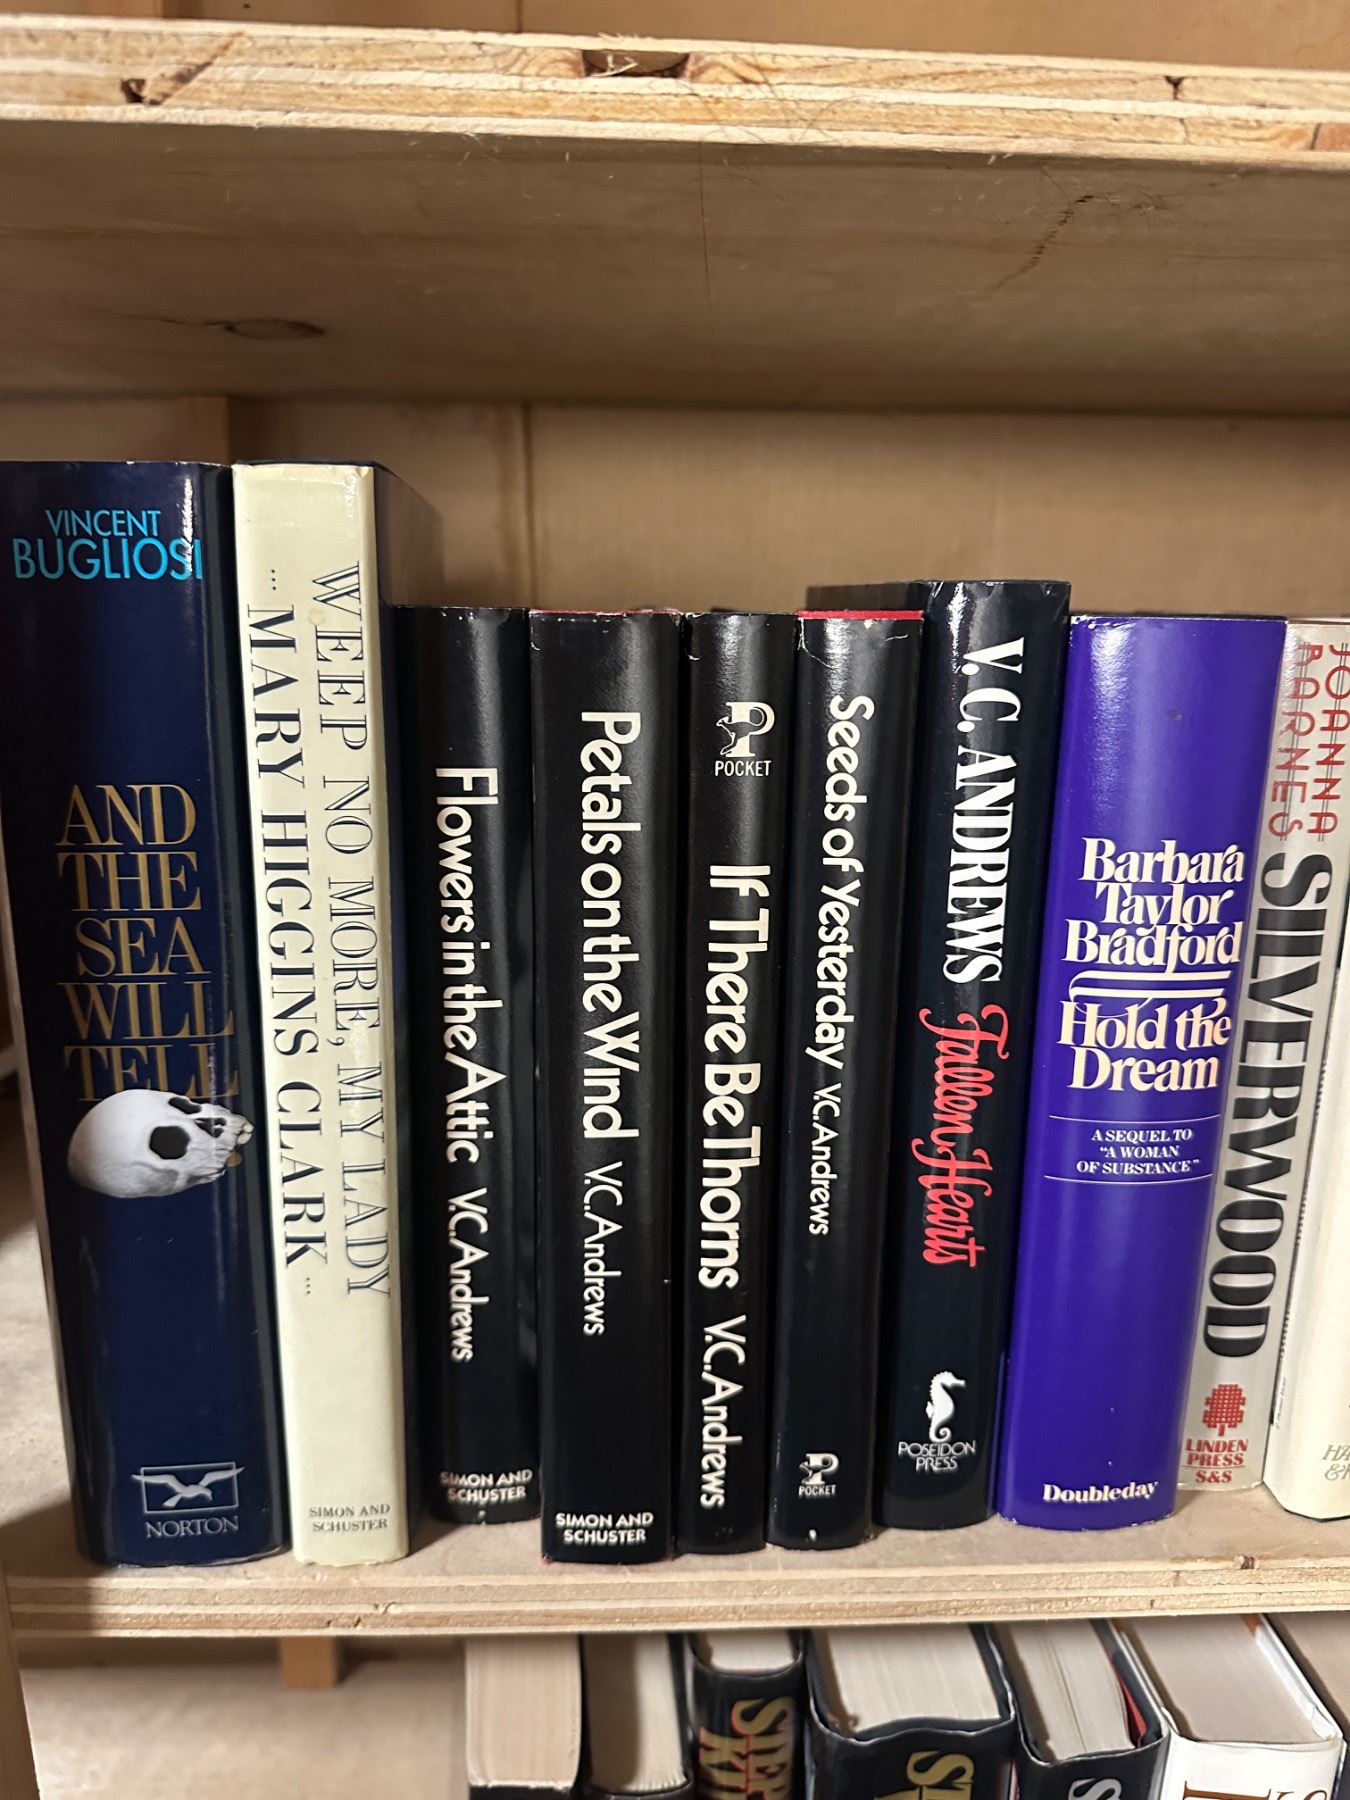 VINCENT
BUGLIOSI
AND
THE
SEA
WILL
TELL
NORTON
WEEP NO MORE, MY LADY
... MARY HIGGINS CLARK ...
SIMON AND
SCHUSTER
Flowers in the Attic V.C. Andrews
SIMON AND
SCHUSTER
Petals on the Wind V.C. Andrews
SIMON AND
SCHUSTER
POCKET
If There Be Thorns V.C. Andrews
Seeds of Yesterday V.C. Andrews
POCKET
V. C. ANDREWS Fallen Hearts
POSEIDON
PRESS
Barbara
Taylor
Bradford
Hold the
Dream
A SEQUEL TO
"A WOMAN
OF SUBSTANCE"
Doubleday
JOANNA
BARNES
SILVERWOOD
LINDEN
PRESS
S&S